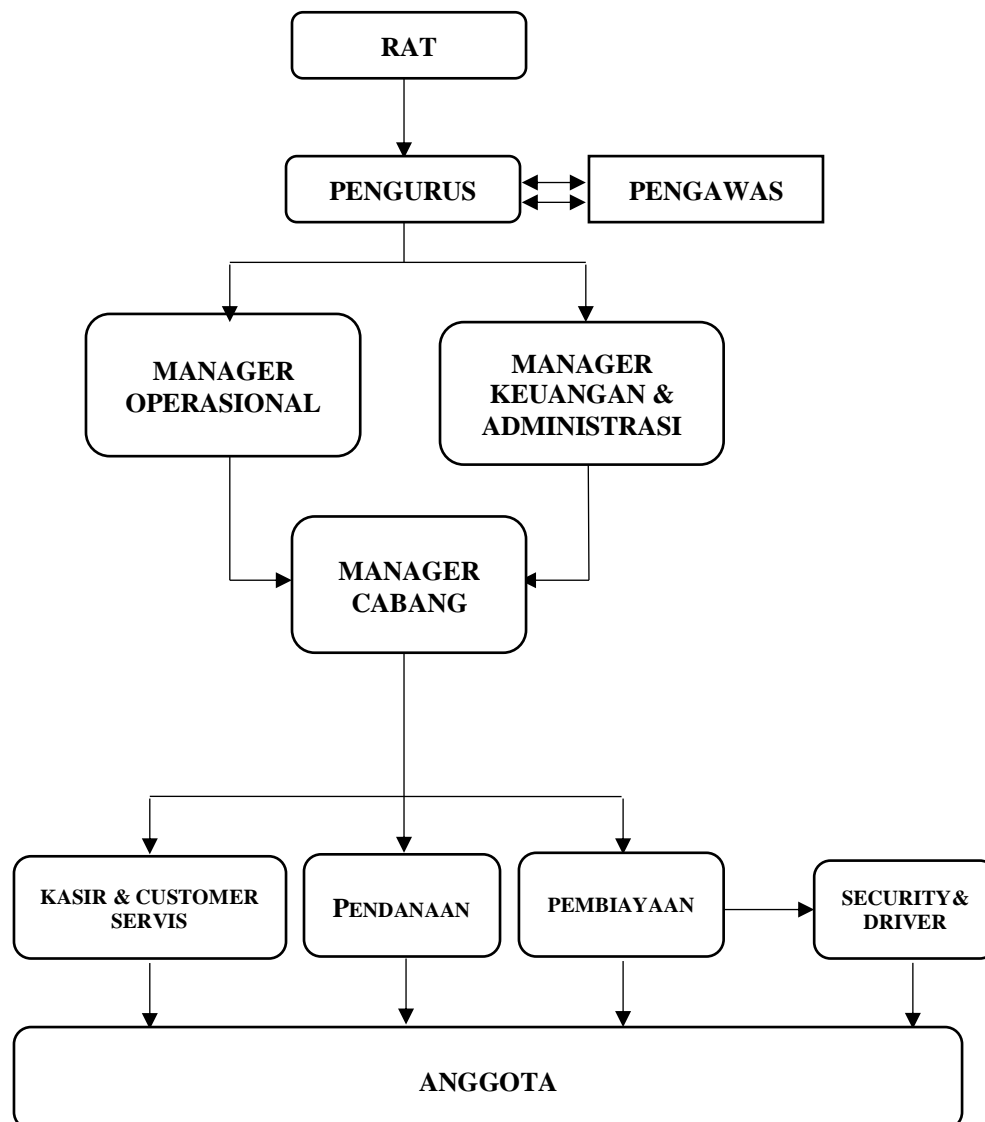 RAT
PENGURUS
PENGAWAS
MANAGER
OPERASIONAL
MANAGER
KEUANGAN &
ADMINISTRASI
MANAGER
CABANG
KASIR & CUSTOMER
SERVIS
PENDANAAN
PEMBIAYAAN
SECURITY&
DRIVER
ANGGOTA